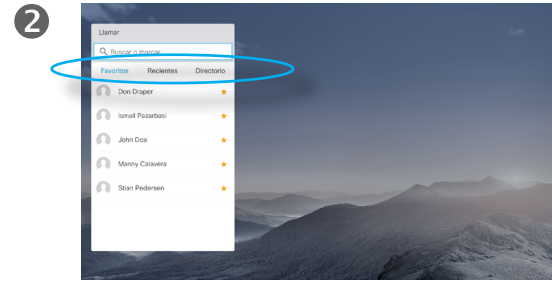 2
Llamar
Buscar o marcar
Favoritos Recientes Directorio
Don Draper
Ismail Pazarbasi
John Doe
Manny Calavera
Stian Pedersen